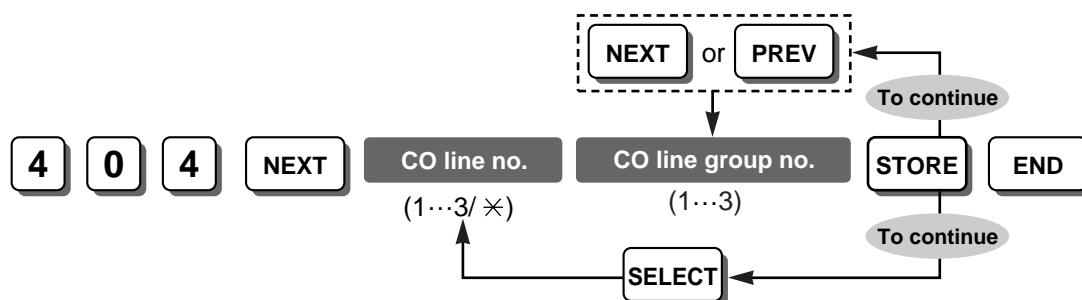 NEXT or PREV
To continue
4 0 4 NEXT CO line no. CO line group no. STORE END
(1···3/ ✳) (1···3)
To continue
SELECT